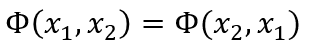 Φ(x₁, x₂) = Φ(x₂, x₁)